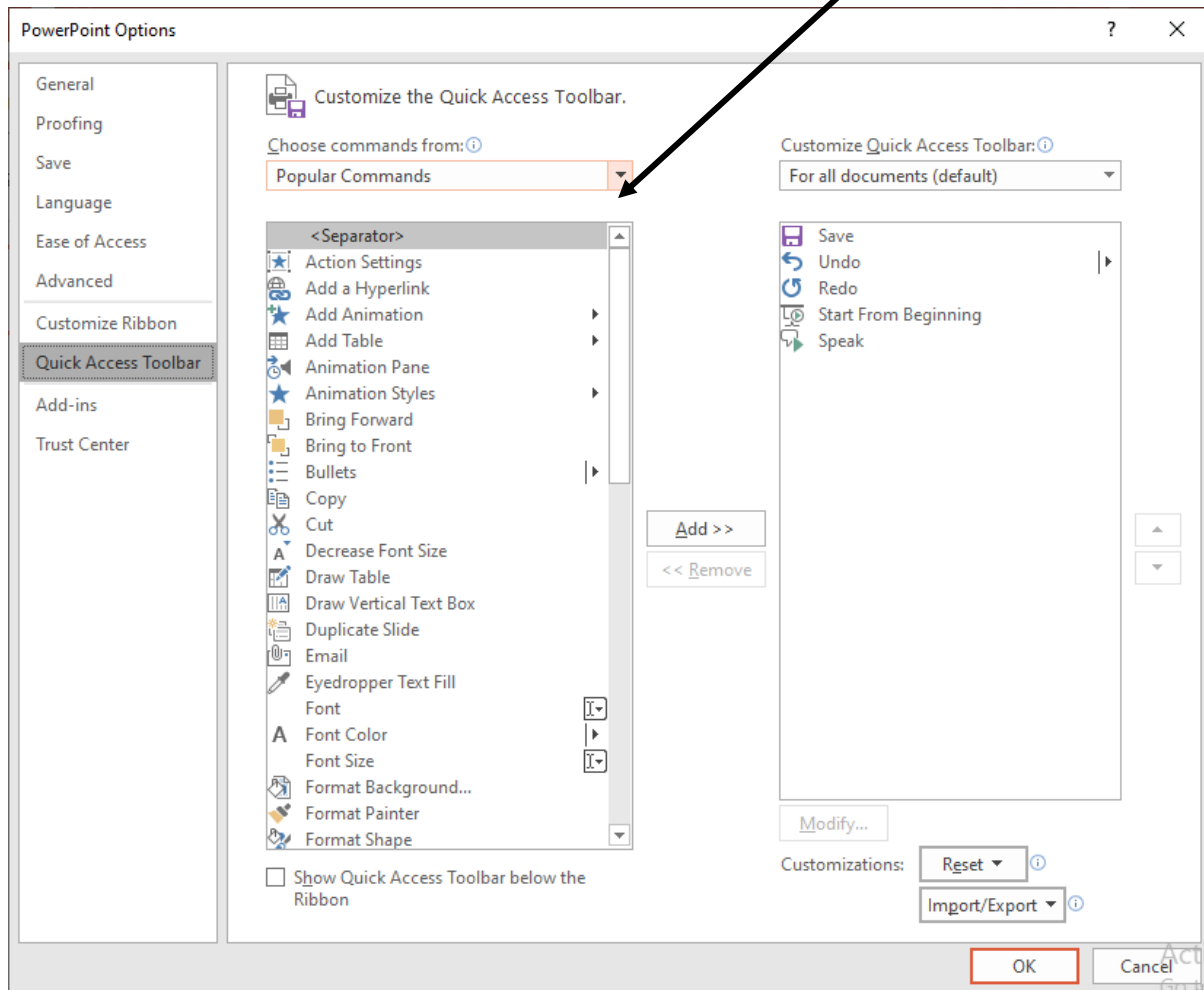 PowerPoint Options
?
General
Proofing
Save
Language
Ease of Access
Advanced
Customize Ribbon
Quick Access Toolbar
Add-ins
Trust Center
Customize the Quick Access Toolbar.
Choose commands from:
Popular Commands
<Separator>
Action Settings
Add a Hyperlink
Add Animation
Add Table
Animation Pane
Animation Styles
Bring Forward
Bring to Front
Bullets
Copy
Cut
Decrease Font Size
Draw Table
Draw Vertical Text Box
Duplicate Slide
Email
Eyedropper Text Fill
Font
Font Color
Font Size
Format Background...
Format Painter
Format Shape
Show Quick Access Toolbar below the
Ribbon
Add >>
<< Remove
Customize Quick Access Toolbar:
For all documents (default)
Save
Undo
Redo
Start From Beginning
Speak
Modify...
Customizations:
Reset
Import/Export
OK
Cancel